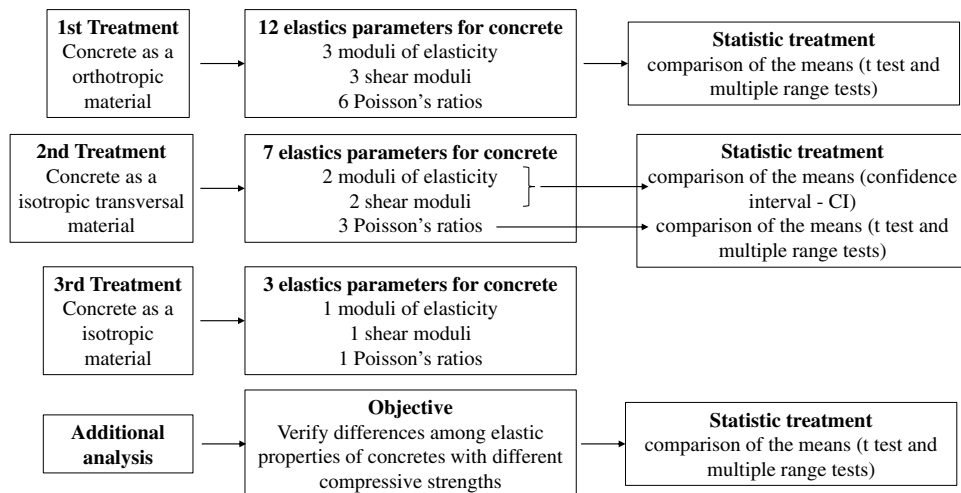 1st Treatment
Concrete as a
orthotropic
material
12 elastics parameters for concrete
3 moduli of elasticity
3 shear moduli
6 Poisson's ratios
Statistic treatment
comparison of the means (t test and
multiple range tests)
2nd Treatment
Concrete as a
isotropic transversal
material
7 elastics parameters for concrete
2 moduli of elasticity
2 shear moduli
3 Poisson's ratios
Statistic treatment
comparison of the means (confidence
interval - CI)
comparison of the means (t test and
multiple range tests)
3rd Treatment
Concrete as a
isotropic
material
3 elastics parameters for concrete
1 moduli of elasticity
1 shear moduli
1 Poisson's ratios
Additional
analysis
Objective
Verify differences among elastic
properties of concretes with different
compressive strengths
Statistic treatment
comparison of the means (t test and
multiple range tests)